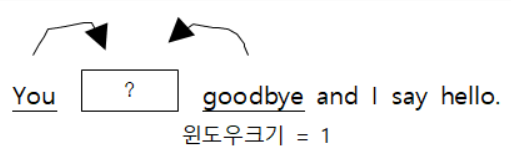 You ? goodbye and I say hello.
윈도우크기 = 1